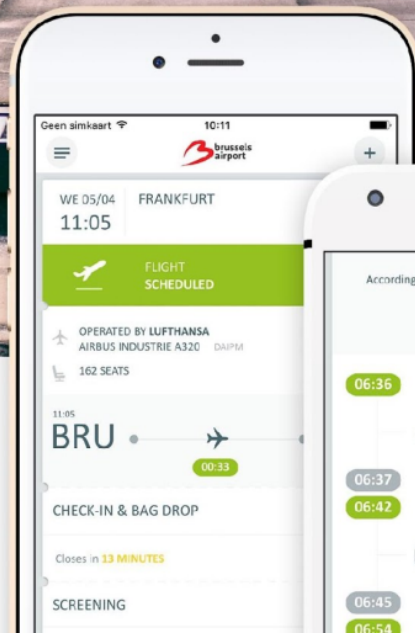 Geen simkaart 10:11
brussels
airport
+
WE 05/04 FRANKFURT
11:05
FLIGHT
SCHEDULED
OPERATED BY LUFTHANSA
AIRBUS INDUSTRIE A320 DAIPM
162 SEATS
11:05
BRU
00:33
CHECK-IN & BAG DROP
Closes in 13 MINUTES
SCREENING
According
06:36
06:37
06:42
06:45
06:54